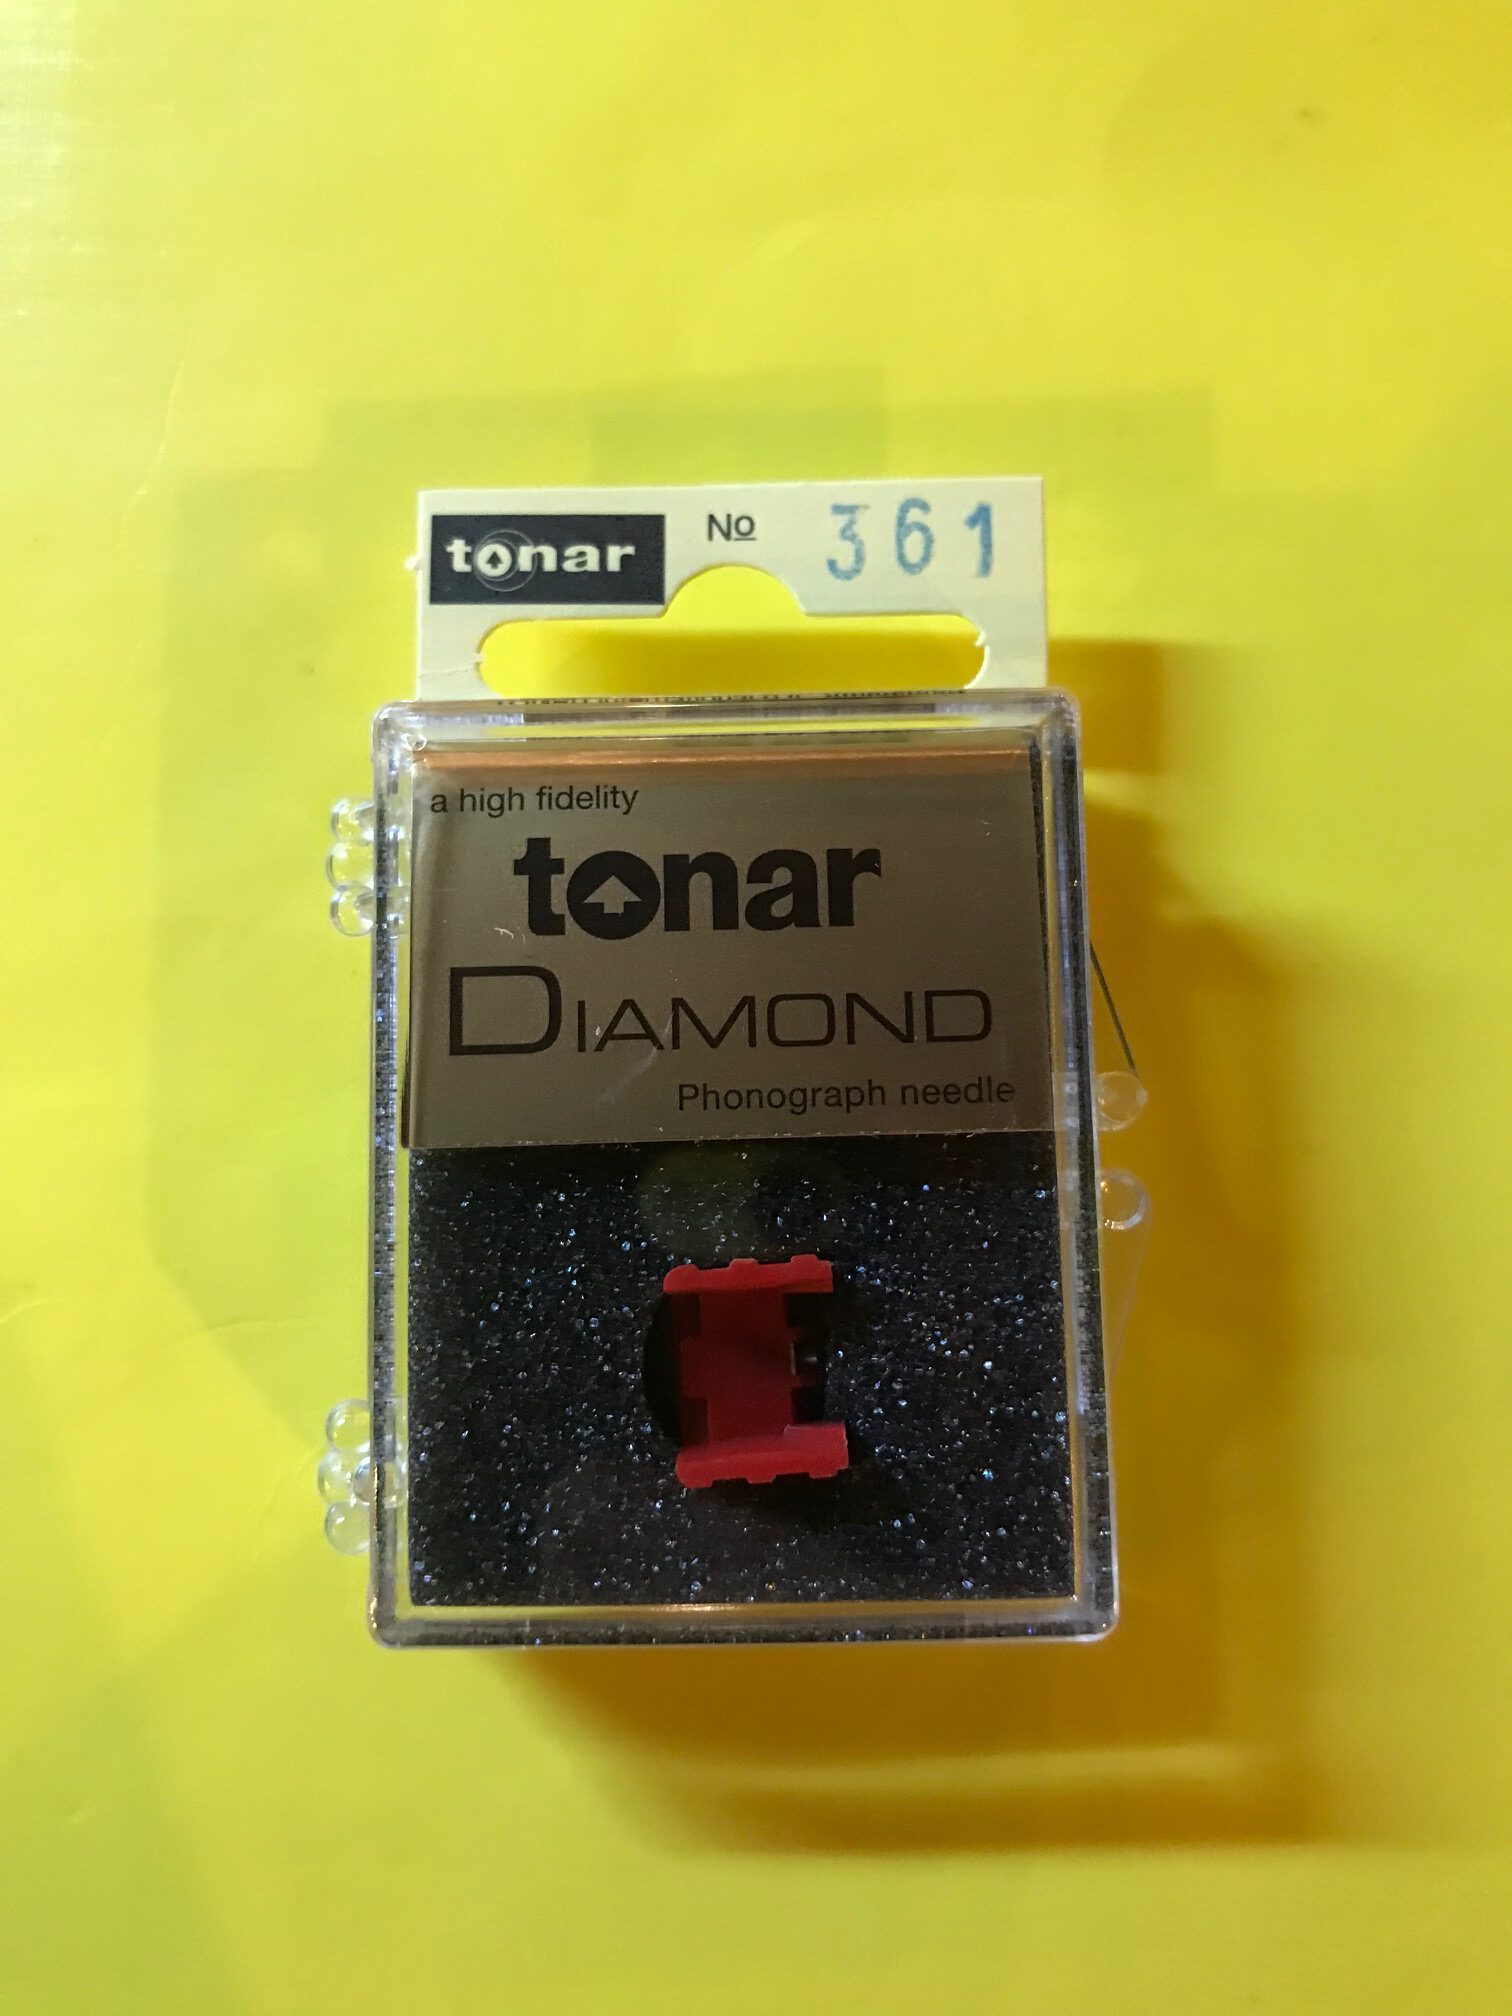 tonar
No 361
a high fidelity
tonar
DIAMOND
Phonograph needle